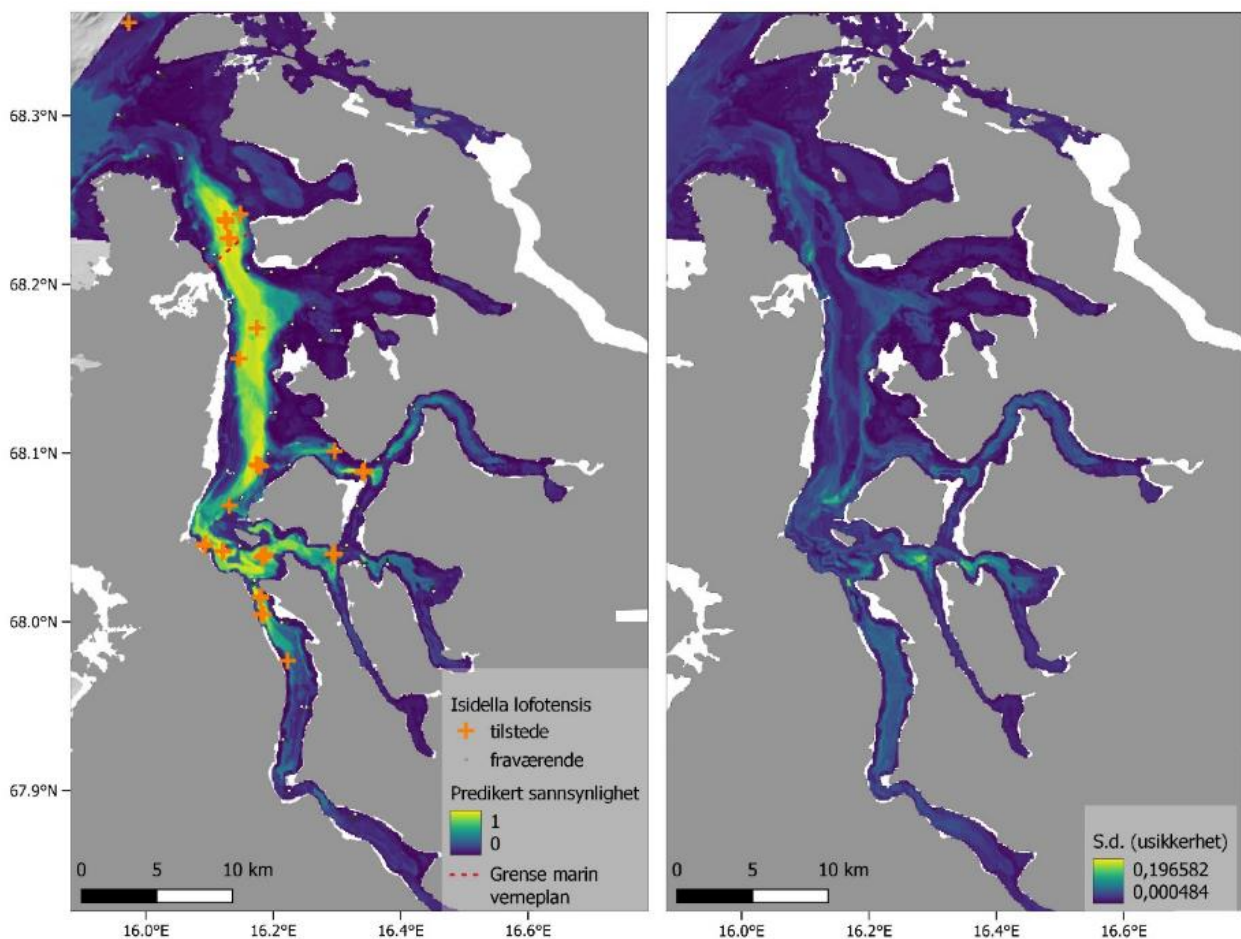 68.3°N
68.2°N
68.1°N
68.0°N
67.9°N
Isidella lofotensis
tilstede
fraværende
Predikert sannsynlighet
1
0
Grense marin
verneplan
0 5 10 km
16.0°E 16.2°E 16.4°E 16.6°E
S.d. (usikkerhet)
0,196582
0,000484
0 5 10 km
16.0°E 16.2°E 16.4°E 16.6°E